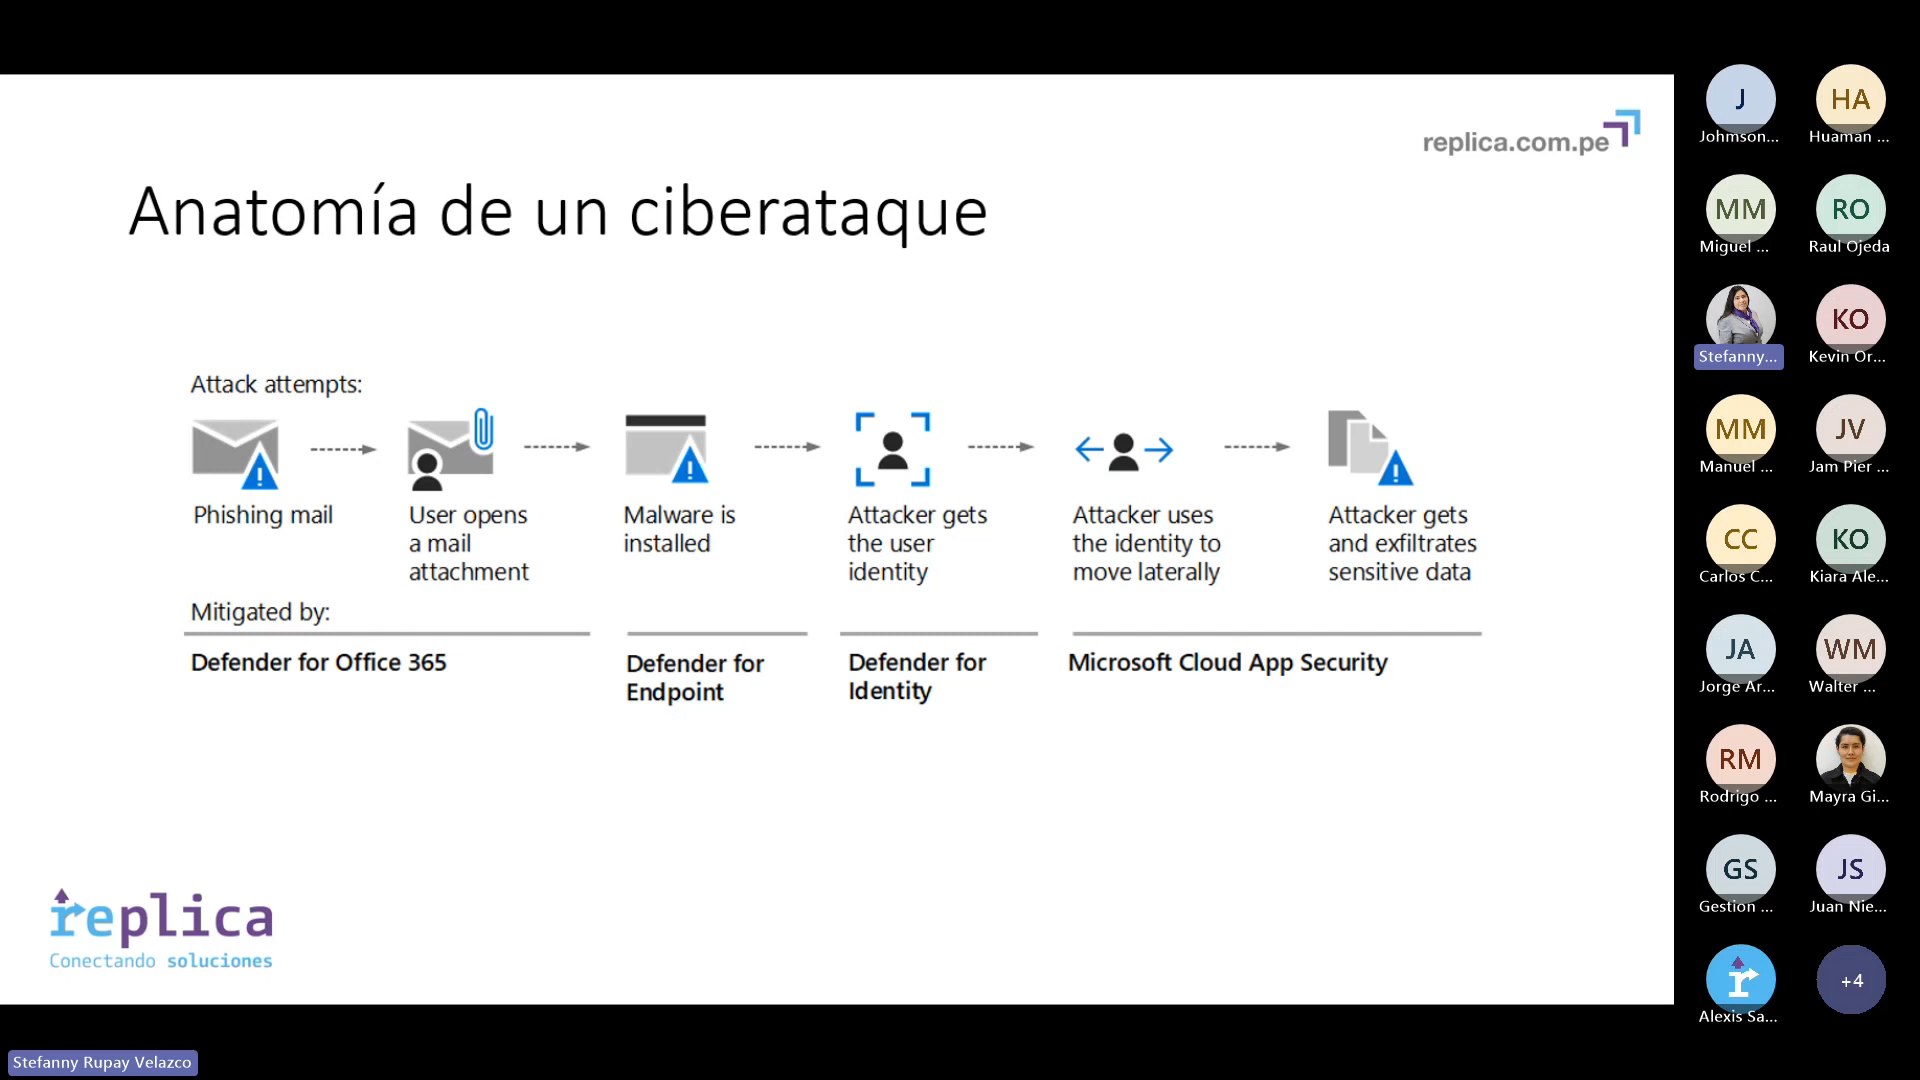 replica.com.pe
Anatomía de un ciberataque
Attack attempts:
Phishing mail
User opens
a mail
attachment
Malware is
installed
Attacker gets
the user
identity
Attacker uses
the identity to
move laterally
Attacker gets
and exfiltrates
sensitive data
Mitigated by:
Defender for Office 365
Defender for
Endpoint
Defender for
Identity
Microsoft Cloud App Security
replica
Conectando soluciones
Stefanny Rupay Velazco
J
Johmson...
HA
Huaman ...
MM
Miguel ...
RO
Raul Ojeda
Stefanny...
KO
Kevin Or...
MM
Manuel ...
JV
Jam Pier ...
CC
Carlos C...
KO
Kiara Ale...
JA
Jorge Ar...
WM
Walter ...
RM
Rodrigo ...
Mayra Gi...
GS
Gestion ...
JS
Juan Nie...
r
Alexis Sa...
+4